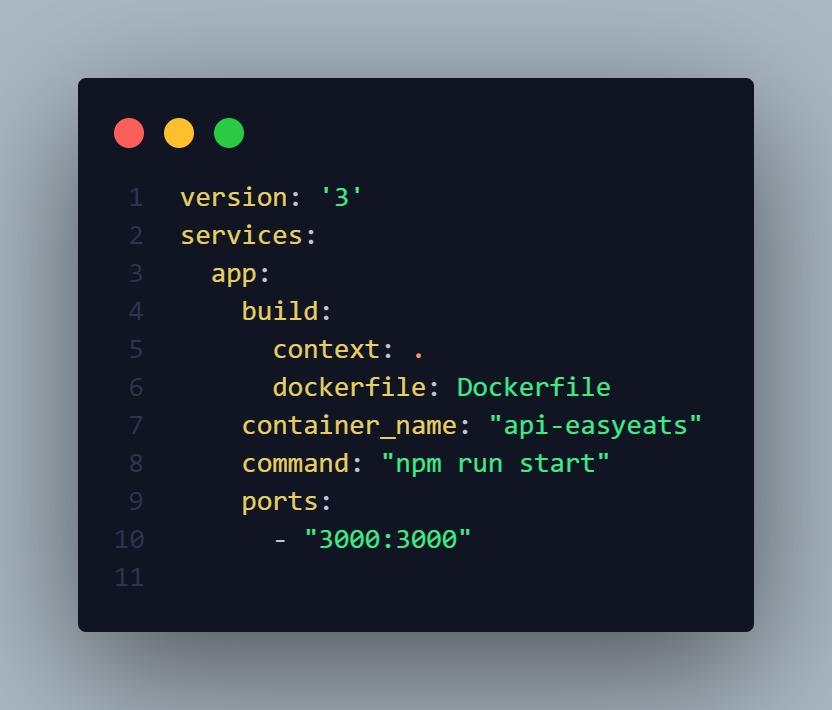 1 version: '3'
2 services:
3   app:
4     build:
5       context: .
6       dockerfile: Dockerfile
7     container_name: "api-easyeats"
8     command: "npm run start"
9     ports:
10       - "3000:3000"
11